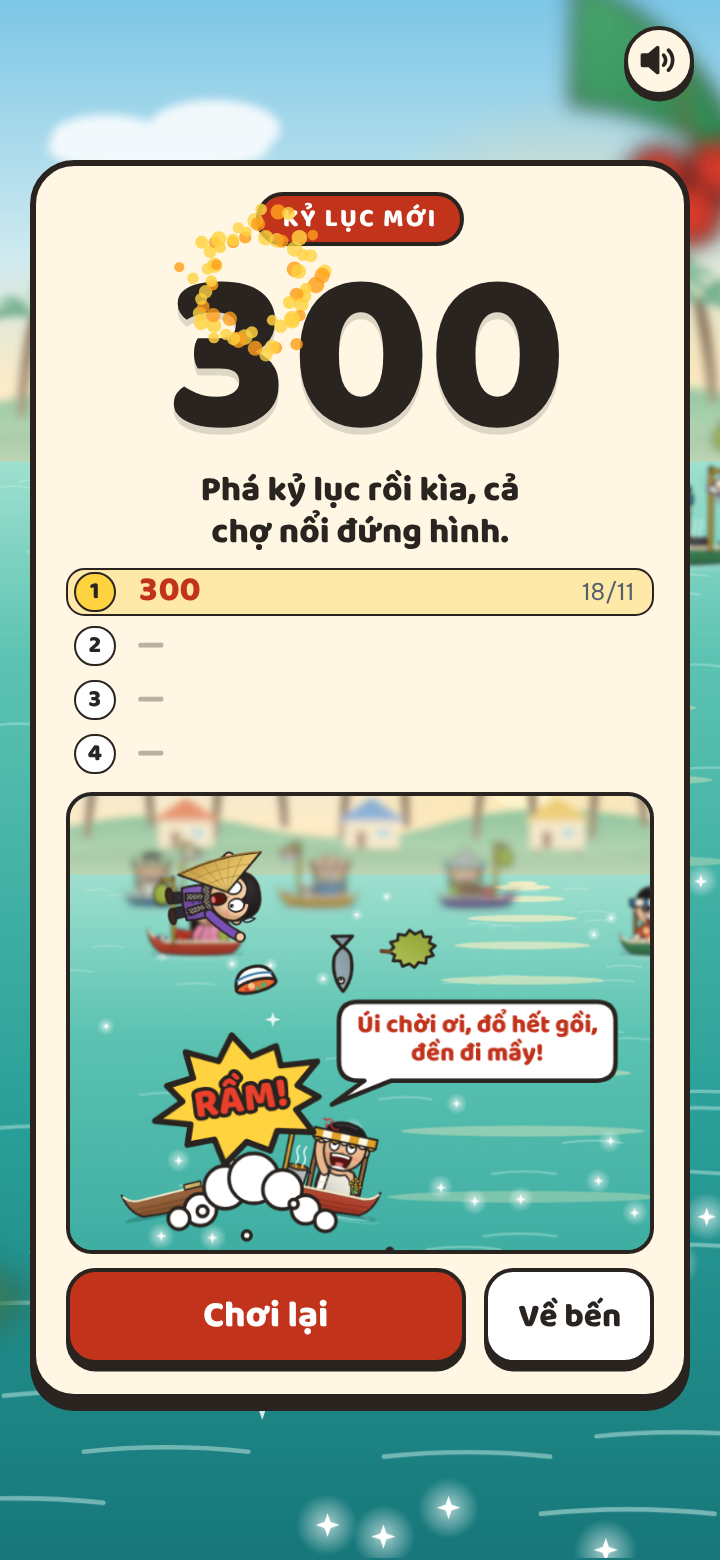 KỶ LỤC MỚI
300
Phá kỷ lục rồi kìa, cả
chợ nổi đứng hình.
1 300 18/11
2 —
3 —
4 —
Úi chời ơi, đổ hết gồi,
đền đi mấy!
RẦM!
Chơi lại
Về bến